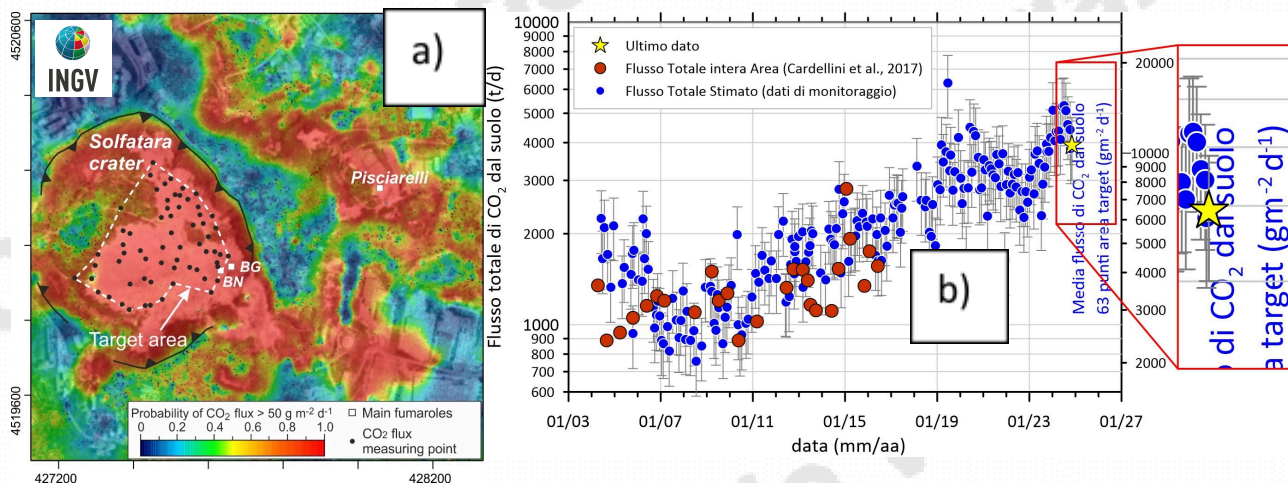 INGV
a)
4520600
4519600
Solfatara
crater
Pisciarelli
BG
BN
Target area
Probability of CO2 flux > 50 g m-2 d-1
0 0.2 0.4 0.6 0.8 1.0
Main fumaroles
CO2 flux
measuring point
427200
428200
Flusso totale di CO2 dal suolo (t/d)
10000
9000
8000
7000
6000
5000
4000
3000
2000
1000
900
800
700
600
Ultimo dato
Flusso Totale intera Area (Cardellini et al., 2017)
Flusso Totale Stimato (dati di monitoraggio)
b)
01/03 01/07 01/11 01/15 01/19 01/23 01/27
data (mm/aa)
Media flusso di CO2 dal suolo
63 punti area target (gm-2 d-1)
20000
10000
8000
7000
6000
5000
4000
3000
2000
di CO2 dal suolo
a target (gm-2 d-1)